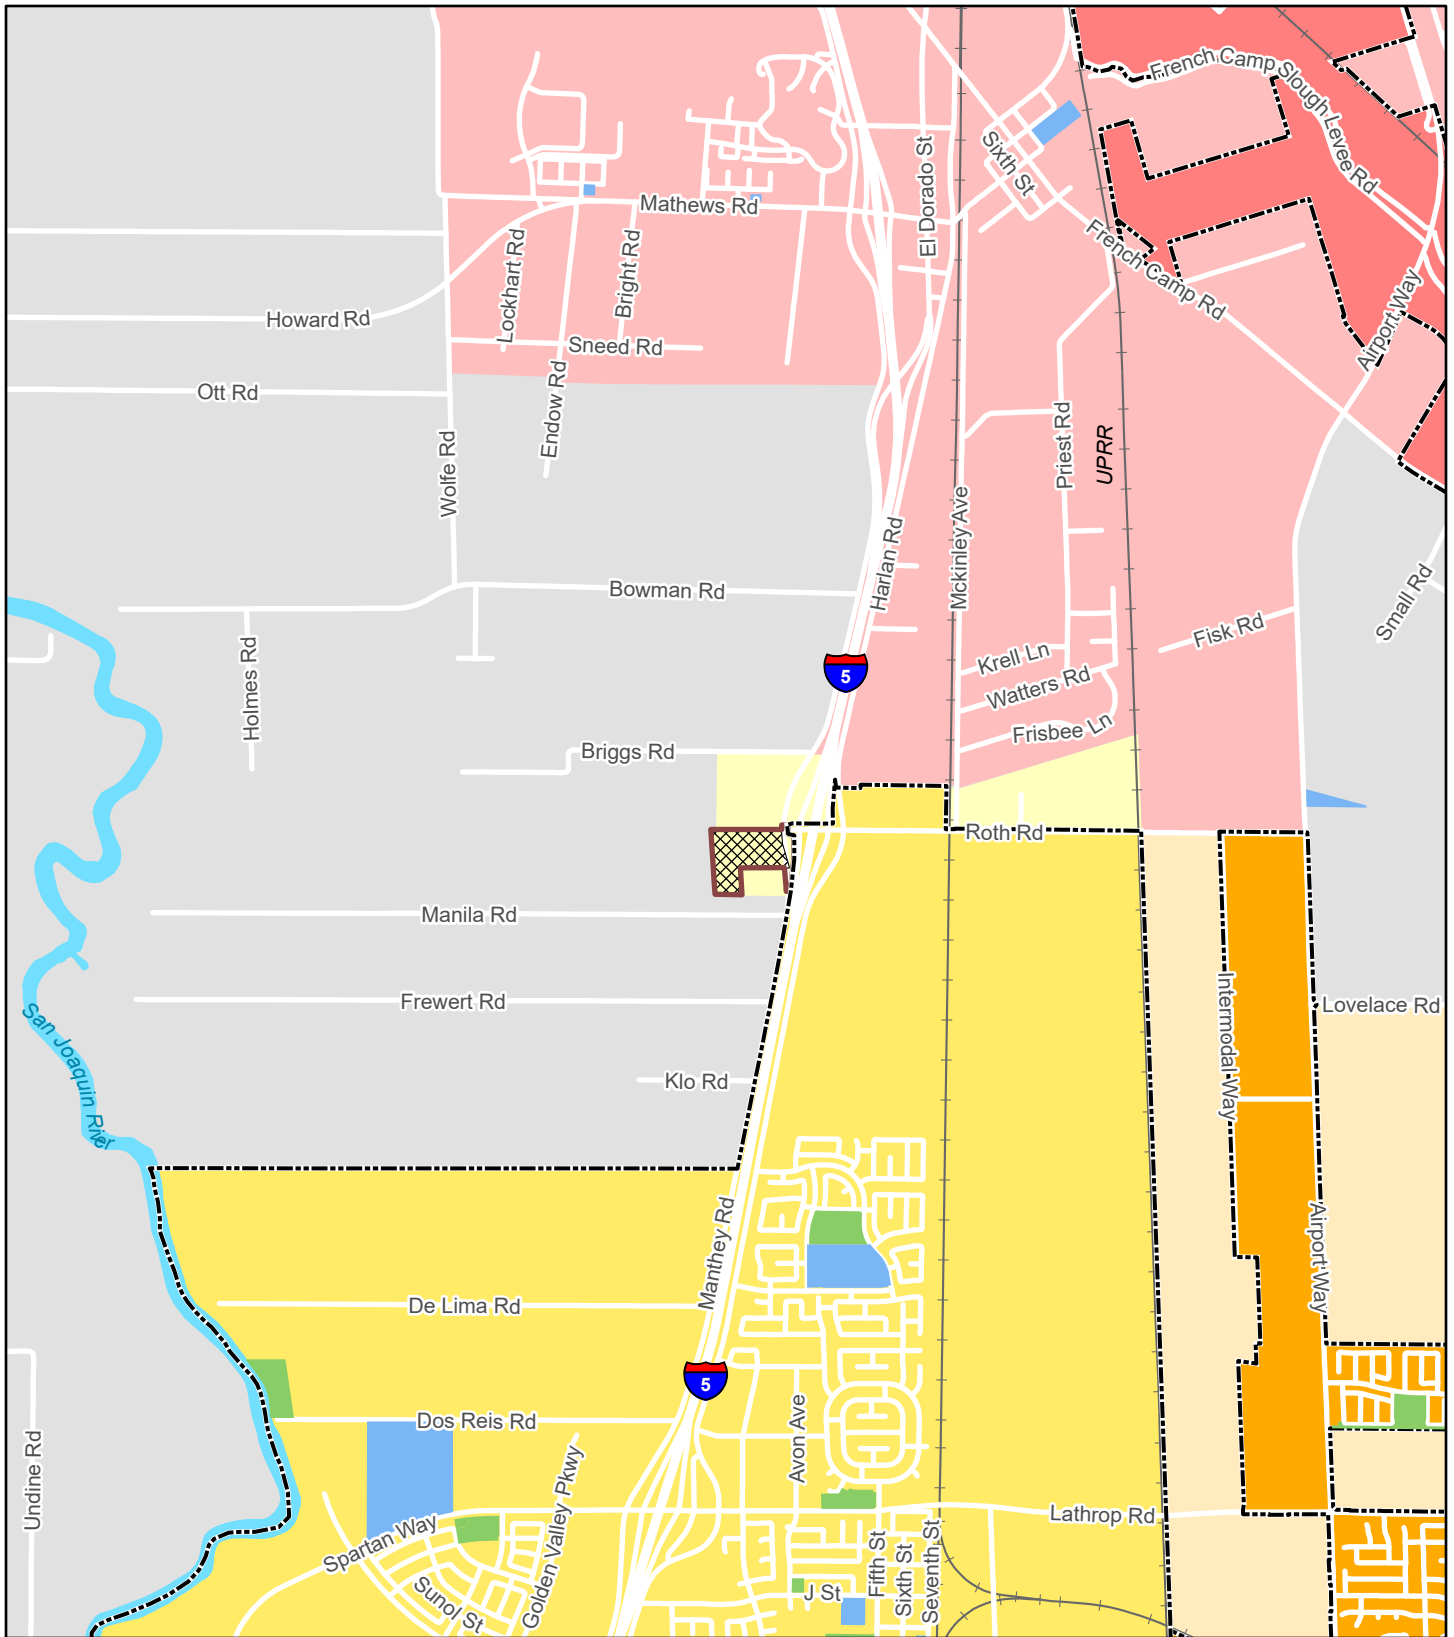 French Camp Slough Levee Rd
Sixth St
El Dorado St
Mathews Rd
Lockhart Rd
Bright Rd
French Camp Rd
Airport Way
Howard Rd
Sneed Rd
Endow Rd
Ott Rd
Wolfe Rd
Priest Rd
UPRR
Mckinley Ave
Harlan Rd
Bowman Rd
Small Rd
Fisk Rd
Holmes Rd
Krell Ln
5
Watters Rd
Frisbee Ln
Briggs Rd
Roth Rd
Manila Rd
Frewert Rd
Lovelace Rd
Intermodal Way
San Joaquin River
Klo Rd
Manthey Rd
Airport Way
De Lima Rd
5
Dos Reis Rd
Avon Ave
Undine Rd
Golden Valley Pkwy
Lathrop Rd
Spartan Way
Sunol St
Fifth St
Sixth St
Seventh St
J St